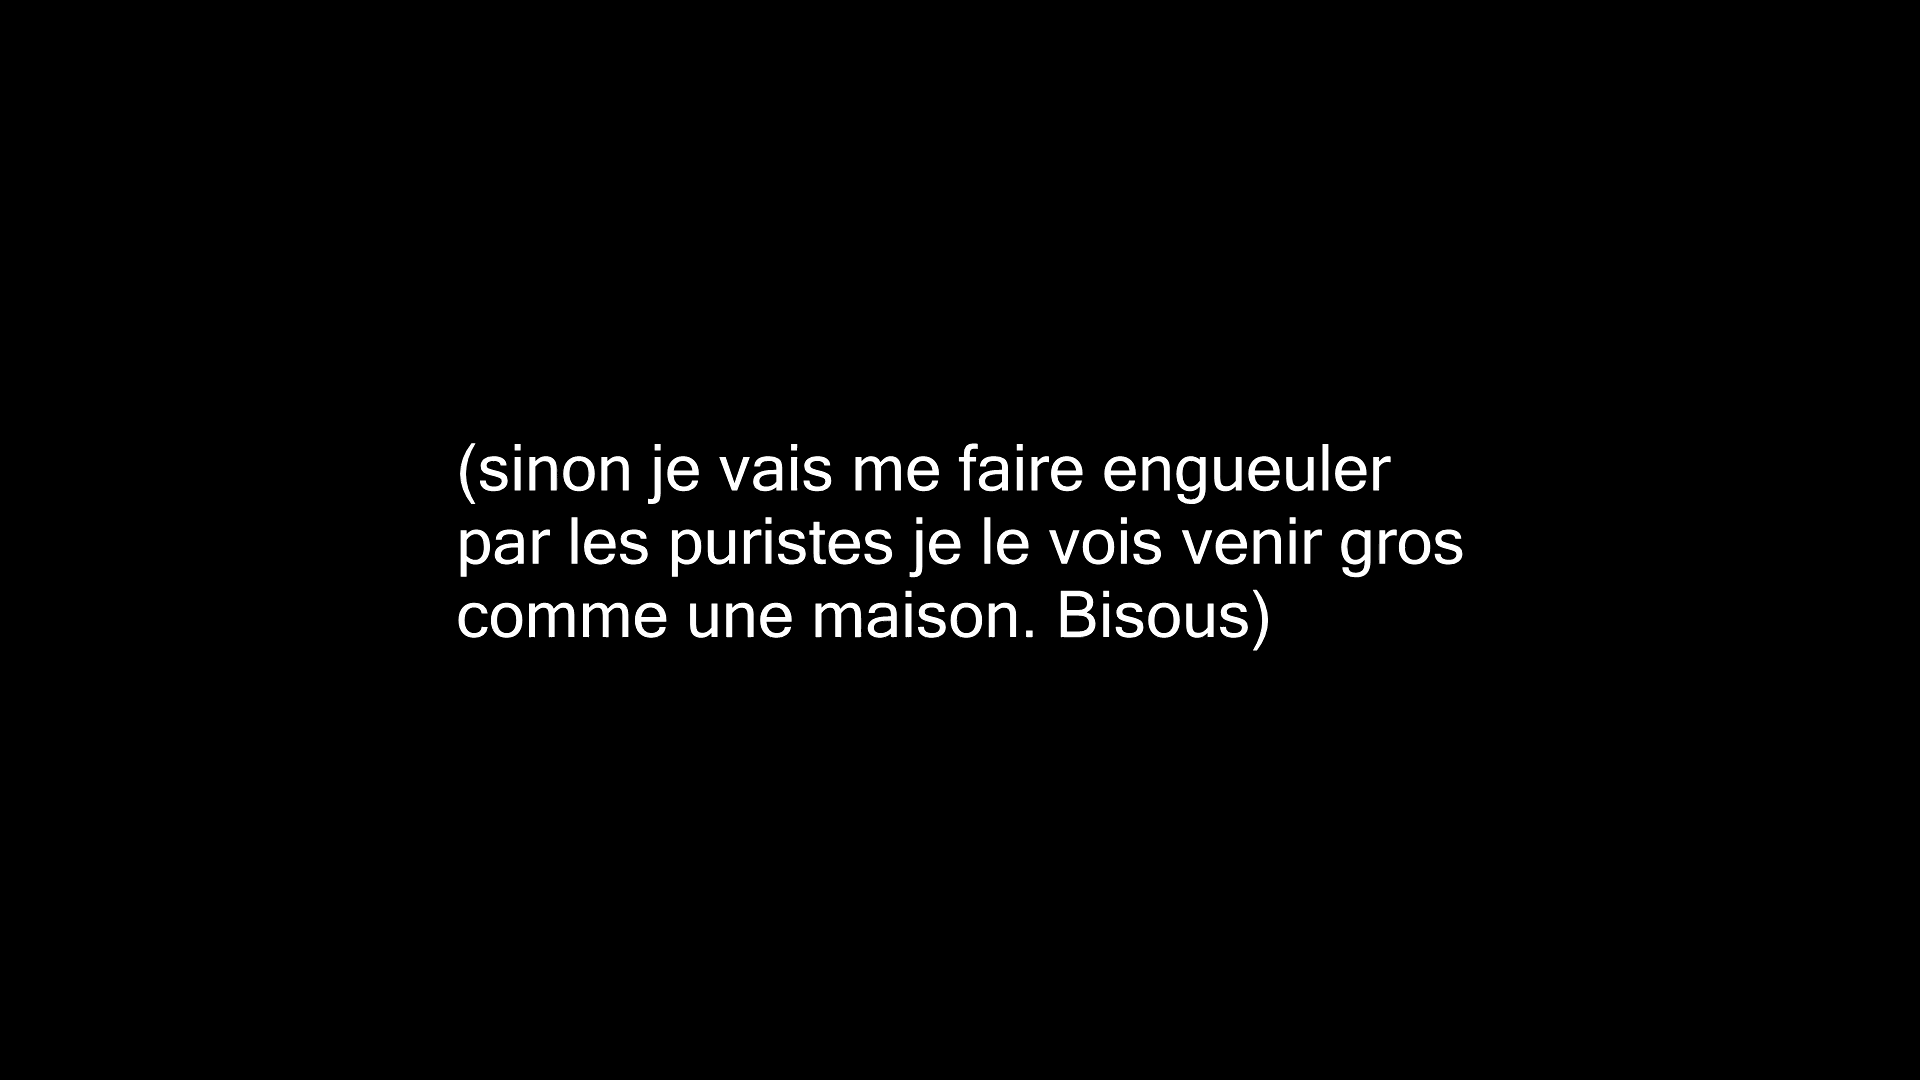 (sinon je vais me faire engueuler
par les puristes je le vois venir gros
comme une maison. Bisous)